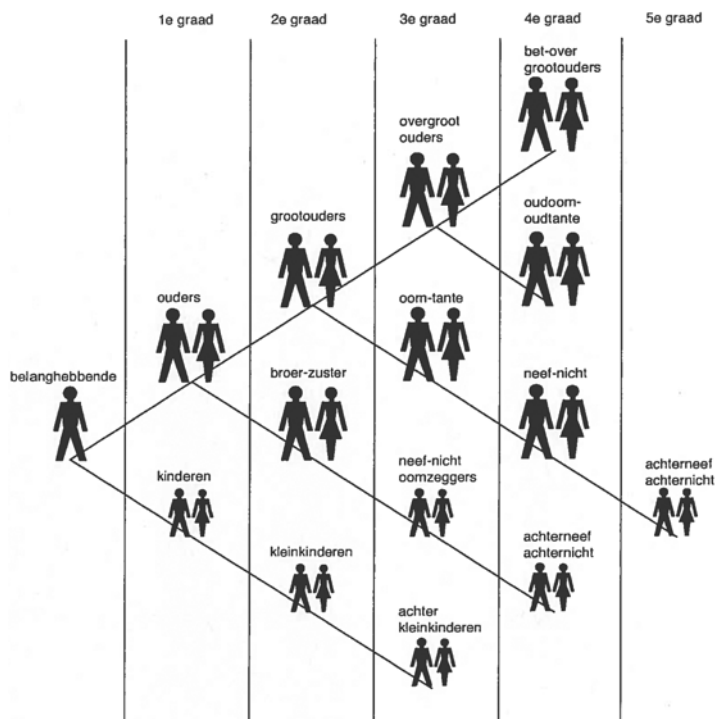 1e graad
2e graad
3e graad
4e graad
5e graad
bet-over
grootouders
overgroot
ouders
oudoom-
oudtante
grootouders
ouders
oom-tante
belanghebbende
broer-zuster
neef-nicht
kinderen
neef-nicht
oomzeggers
achterneef
achternicht
kleinkinderen
achterneef
achternicht
achter
kleinkinderen